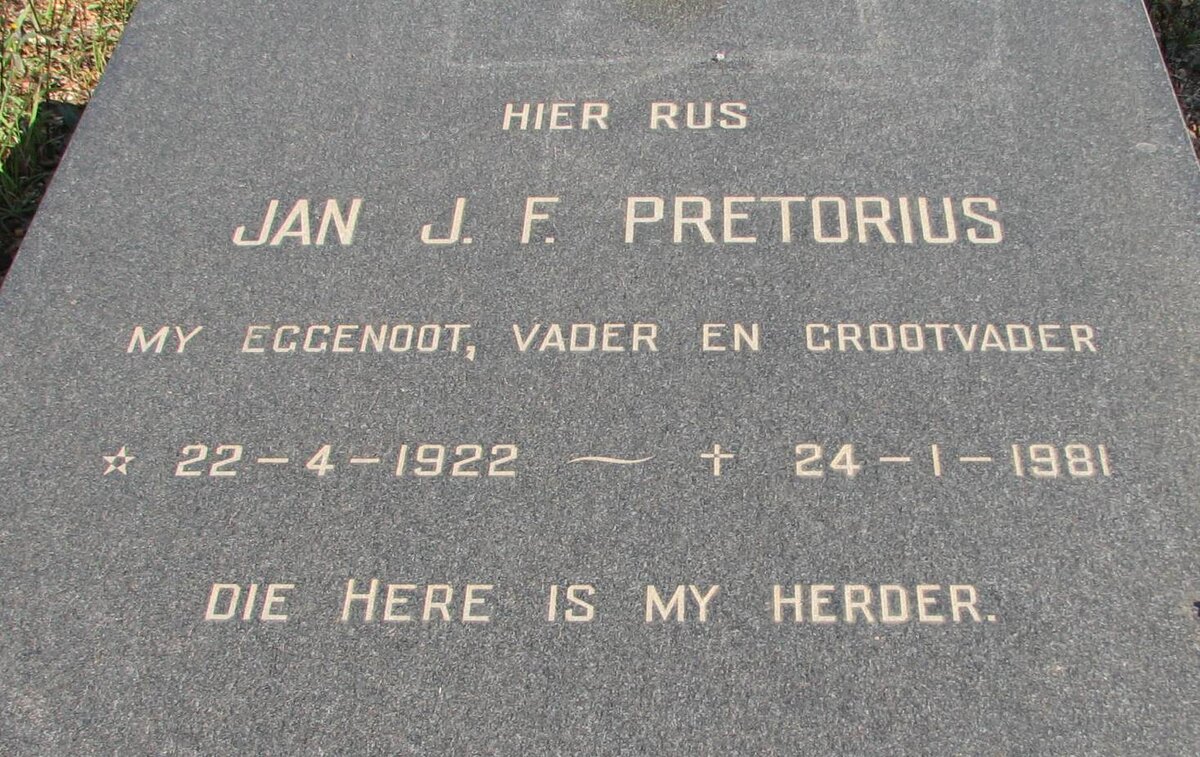 HIER RUS
JAN J. F. PRETORIUS
MY EGGENOOT, VADER EN GROOTVADER
☆ 22-4-1922 ~ † 24-1-1981
DIE HERE IS MY HERDER.